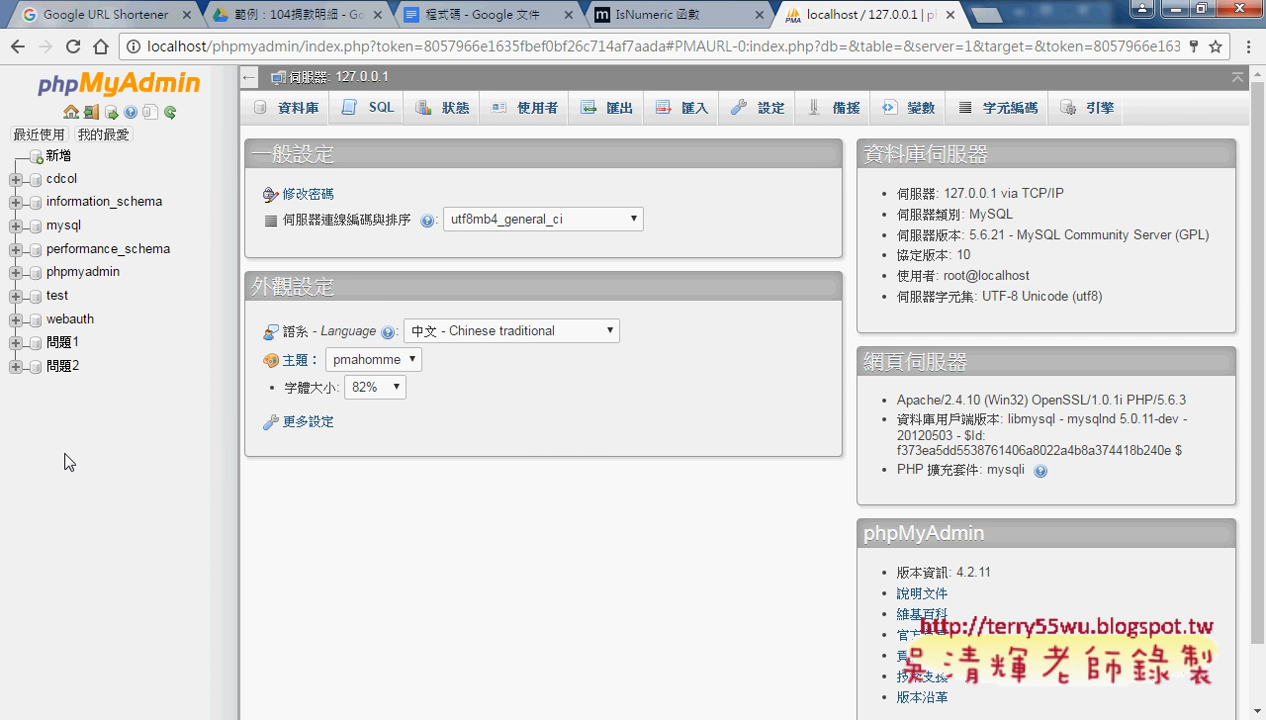 Google URL Shortener
範例：104捐款明細 - Go
程式碼 - Google 文件
IsNumeric 函數
localhost / 127.0.0.1 | p
localhost/phpmyadmin/index.php?token=8057966e1635fbef0bf26c714af7aada#PMAURL-0:index.php?db=&table=&server=1&target=&token=8057966e163
phpMyAdmin
最近使用 我的最愛
新增
cdcol
information_schema
mysql
performance_schema
phpmyadmin
test
webauth
問題1
問題2
伺服器: 127.0.0.1
資料庫 SQL 狀態 使用者 匯出 匯入 設定 備援 變數 字元編碼 引擎
一般設定
修改密碼
伺服器連線編碼與排序 : utf8mb4_general_ci
外觀設定
語系 - Language : 中文 - Chinese traditional
主題： pmahomme
字體大小: 82%
更多設定
資料庫伺服器
伺服器: 127.0.0.1 via TCP/IP
伺服器類別: MySQL
伺服器版本: 5.6.21 - MySQL Community Server (GPL)
協定版本: 10
使用者: root@localhost
伺服器字元集: UTF-8 Unicode (utf8)
網頁伺服器
Apache/2.4.10 (Win32) OpenSSL/1.0.1i PHP/5.6.3
資料庫用戶端版本: libmysql - mysqlnd 5.0.11-dev -
20120503 - $Id:
f373ea5dd5538761406a8022a4b8a374418b240e $
PHP 擴充套件: mysqli
phpMyAdmin
版本資訊: 4.2.11
說明文件
維基百科
http://terry55wu.blogspot.tw
吳清輝老師錄製
版本沿革